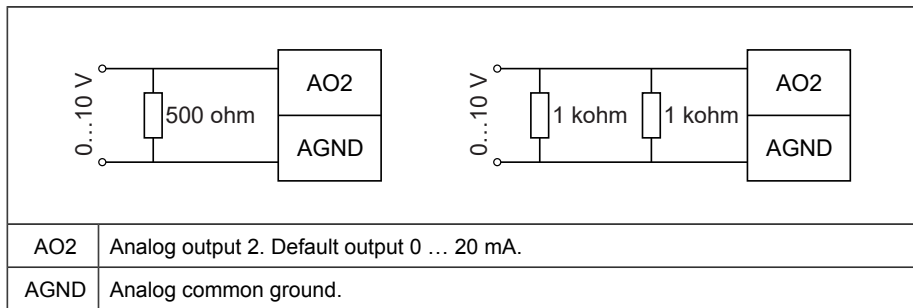 0…10 V
500 ohm
AO2
AGND
0…10 V
1 kohm
1 kohm
AO2
AGND
AO2 Analog output 2. Default output 0 … 20 mA.
AGND Analog common ground.